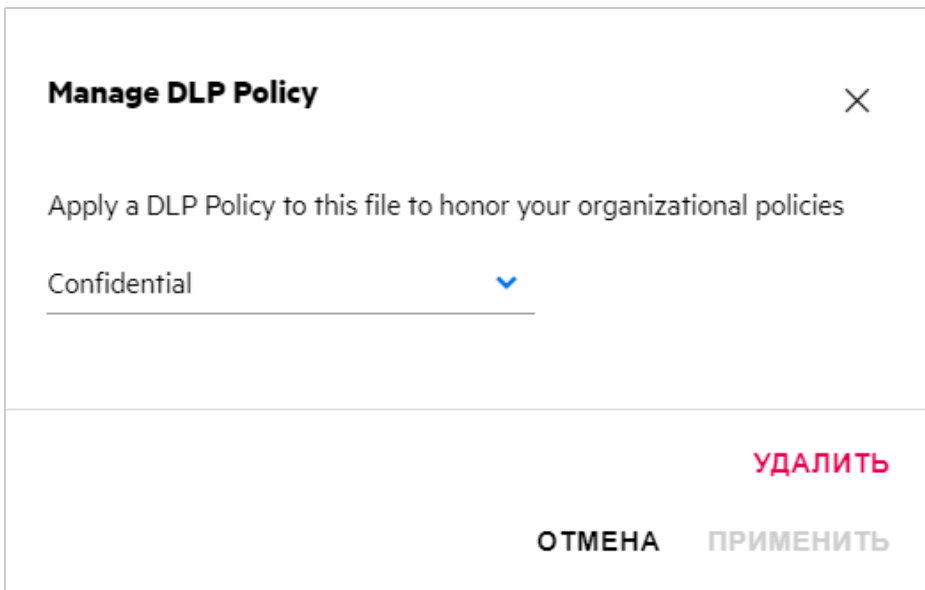 Manage DLP Policy
Apply a DLP Policy to this file to honor your organizational policies
Confidential
УДАЛИТЬ
ОТМЕНА ПРИМЕНИТЬ